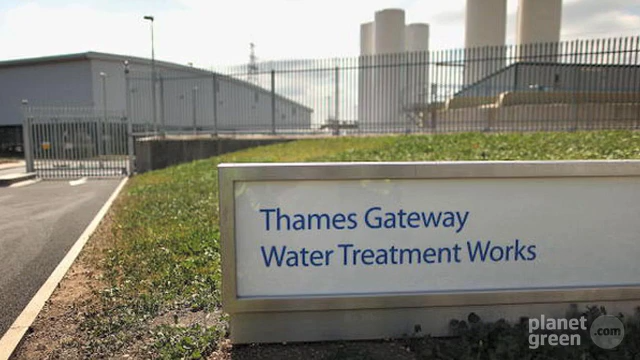 Thames Gateway
Water Treatment Works
planet
green
.com